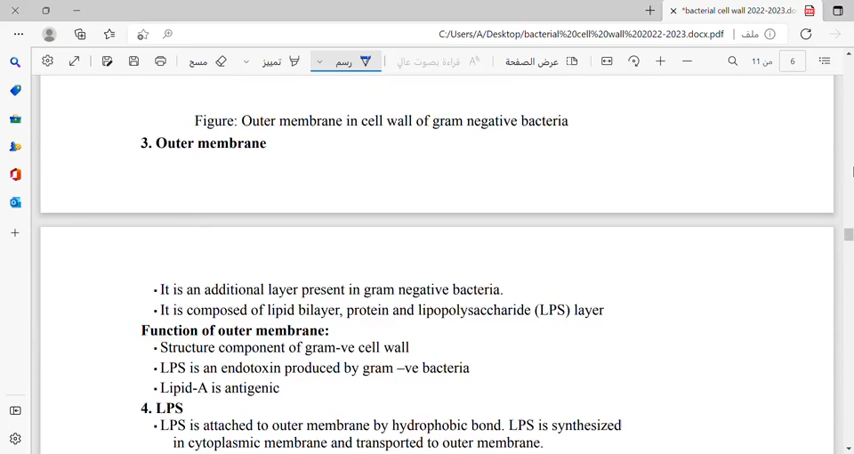 *bacterial cell wall 2022-2023.do
C:/Users/A/Desktop/bacterial%20cell%20wall%202022-2023.docx.pdf
ملف
مسح
تمييز
رسم
قراءة بصوت عالي
عرض الصفحة
من 11
6
Figure: Outer membrane in cell wall of gram negative bacteria
3. Outer membrane
▪ It is an additional layer present in gram negative bacteria.
▪ It is composed of lipid bilayer, protein and lipopolysaccharide (LPS) layer
Function of outer membrane:
▪ Structure component of gram-ve cell wall
▪ LPS is an endotoxin produced by gram –ve bacteria
▪ Lipid-A is antigenic
4. LPS
▪ LPS is attached to outer membrane by hydrophobic bond. LPS is synthesized
in cytoplasmic membrane and transported to outer membrane.